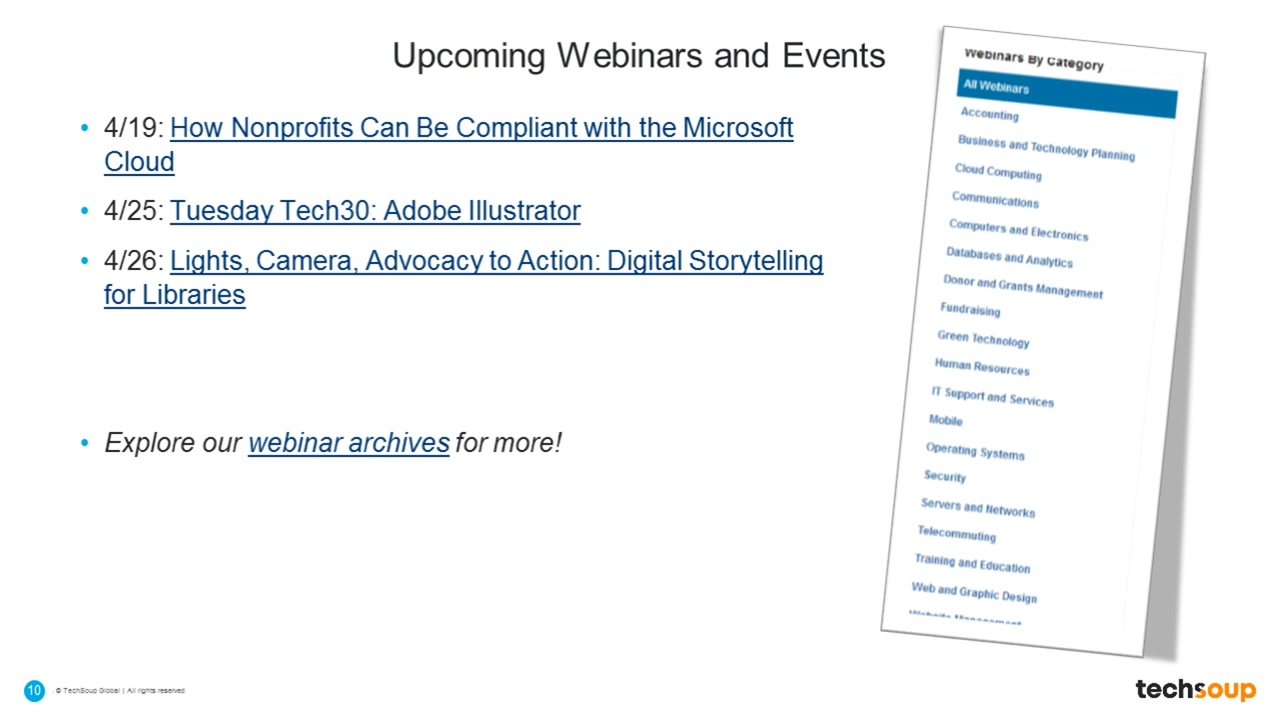 Upcoming Webinars and Events
• 4/19: How Nonprofits Can Be Compliant with the Microsoft
Cloud
• 4/25: Tuesday Tech30: Adobe Illustrator
• 4/26: Lights, Camera, Advocacy to Action: Digital Storytelling
for Libraries
• Explore our webinar archives for more!
Webinars By Category
All Webinars
Accounting
Business and Technology Planning
Cloud Computing
Communications
Computers and Electronics
Databases and Analytics
Donor and Grants Management
Fundraising
Green Technology
Human Resources
IT Support and Services
Mobile
Operating Systems
Security
Servers and Networks
Telecommuting
Training and Education
Web and Graphic Design
Website Management
10 . © TechSoup Global | All rights reserved
techsoup